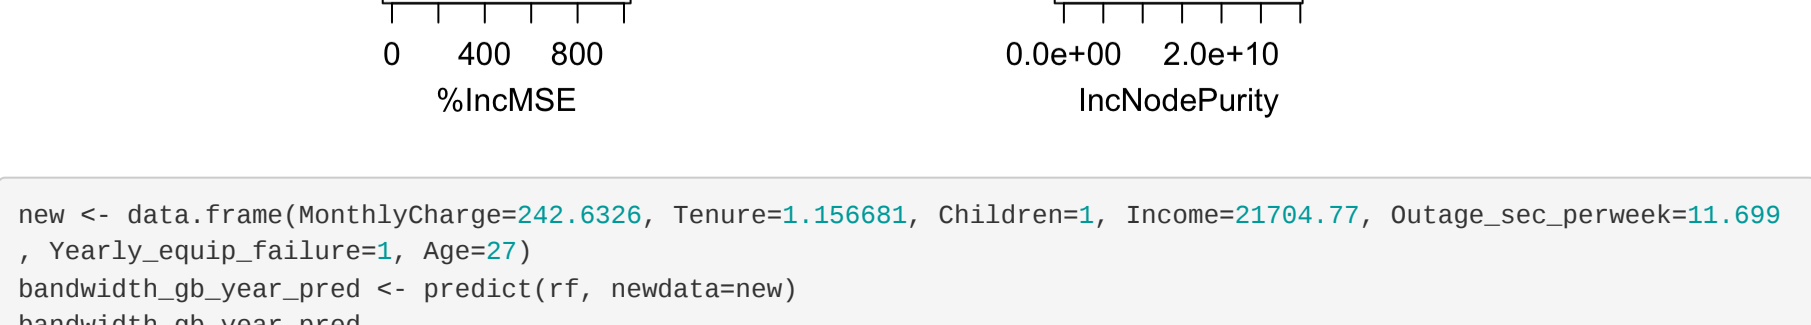 0 400 800 0.0e+00 2.0e+10
%IncMSE IncNodePurity
new <- data.frame(MonthlyCharge=242.6326, Tenure=1.156681, Children=1, Income=21704.77, Outage_sec_perweek=11.699
, Yearly_equip_failure=1, Age=27)
bandwidth_gb_year_pred <- predict(rf, newdata=new)
bandwidth_gb_year_pred